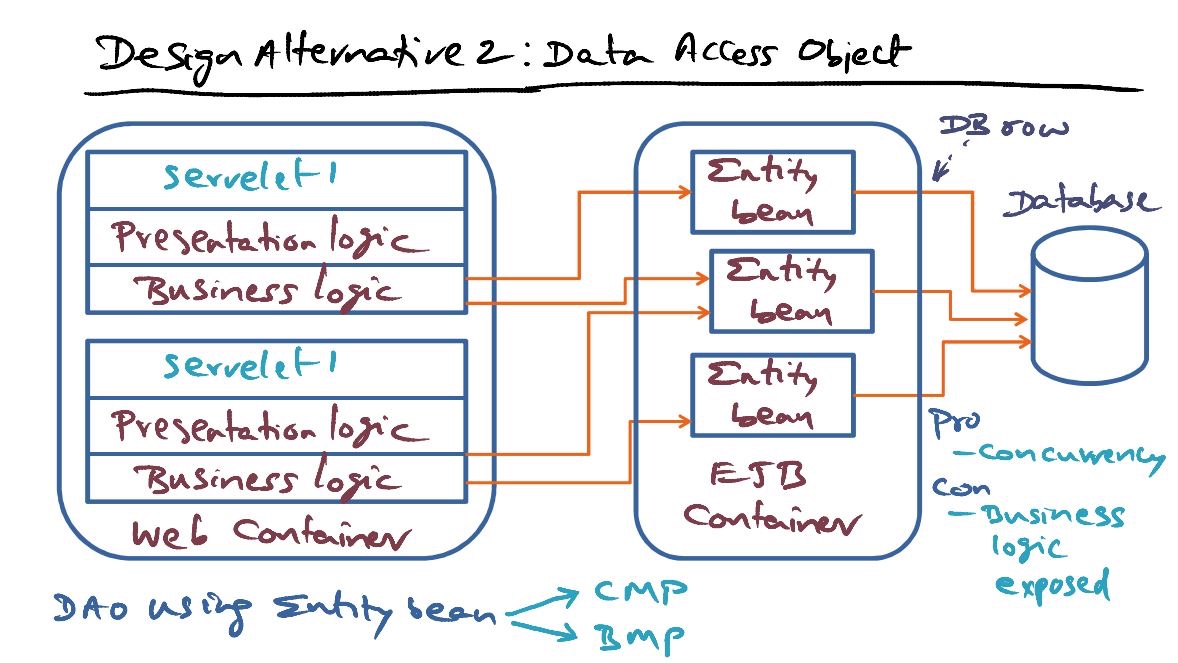 Design Alternative 2: Data Access Object
servelet 1
Presentation logic
Business logic
servelet 1
Presentation logic
Business logic
Web Container
Entity
bean
Entity
bean
Entity
bean
EJB
Container
DB row
Database
Pro
- Concurrency
Con
- Business
logic
exposed
DAO using Entity bean
CMP
BMP